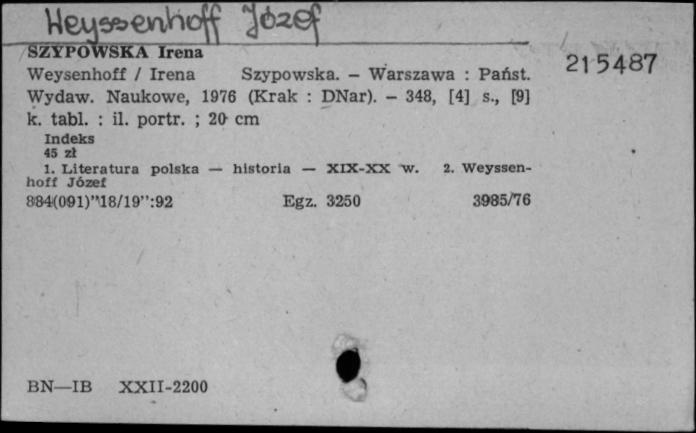 Weyssenhoff Józef
SZYPOWSKA Irena
215487
Weysenhoff / Irena Szypowska. — Warszawa : Państ.
Wydaw. Naukowe, 1976 (Krak : DNar). — 348, [4] s., [9]
k. tabl. : il. portr. ; 20 cm
Indeks
45 zł
1. Literatura polska — historia — XIX-XX w. 2. Weyssen-
hoff Józef
884(091)"18/19":92 Egz. 3250 3985/76
BN—IB XXII-2200